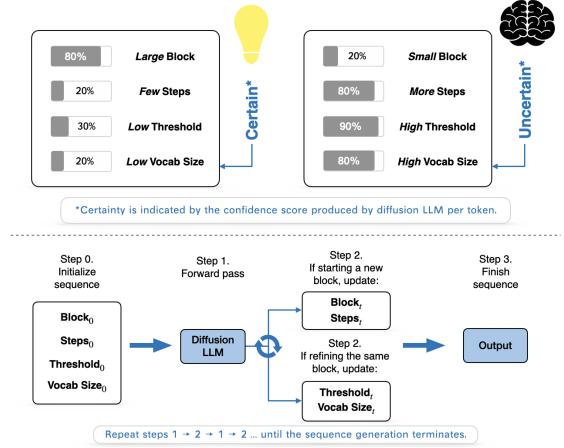 80% Large Block
20% Few Steps
30% Low Threshold
20% Low Vocab Size
Certain*
20% Small Block
80% More Steps
90% High Threshold
80% High Vocab Size
Uncertain*
*Certainty is indicated by the confidence score produced by diffusion LLM per token.
Step 0.
Initialize
sequence
Block₀
Steps₀
Threshold₀
Vocab Size₀
Step 1.
Forward pass
Diffusion
LLM
Step 2.
If starting a new
block, update:
Blockₜ
Stepsₜ
Step 2.
If refining the same
block, update:
Thresholdₜ
Vocab Sizeₜ
Step 3.
Finish
sequence
Output
Repeat steps 1 → 2 → 1 → 2 ... until the sequence generation terminates.